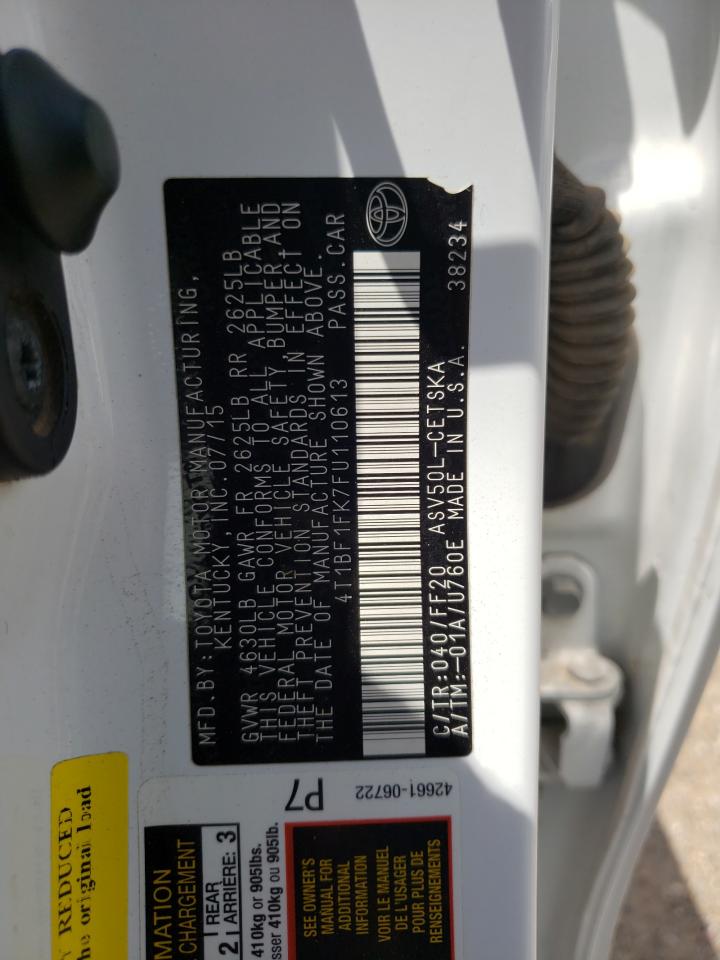 MFD.BY:TOYOTA MOTOR MANUFACTURING,
KENTUCKY, INC.07/15
GVWR 4630LB GAWR FR 2625LB RR 2625LB
THIS VEHICLE CONFORMS TO ALL APPLICABLE
FEDERAL MOTOR VEHICLE SAFETY, BUMPER, AND
THEFT PREVENTION STANDARDS IN EFFECT ON
THE DATE OF MANUFACTURE SHOWN ABOVE.
4T1BF1FK7FU110613 PASS.CAR
C/TR:040/FF20 ASV50L-CETSKA
A/TM:-01A/U760E MADE IN U.S.A. 38234
P7
42661-06722
REDUCED
original load
CHARGEMENT
2 REAR 3
2 ARRIÈRE: 3
410kg or 905lbs.
410kg ou 905lb.
SEE OWNER'S
MANUAL FOR
ADDITIONAL
INFORMATION
VOIR LE MANUEL
DE L'USAGER
POUR PLUS DE
RENSEIGNEMENTS